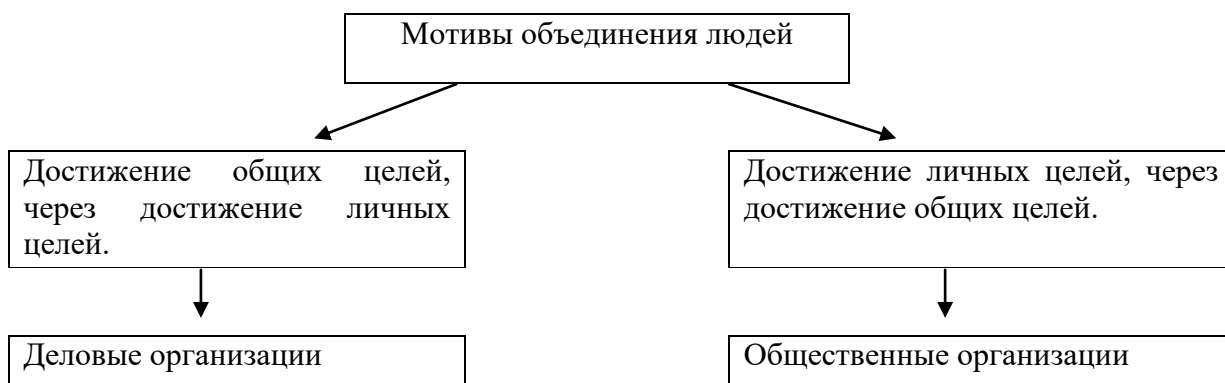 Мотивы объединения людей
Достижение общих целей,
через достижение личных
целей.
Достижение личных целей, через
достижение общих целей.
Деловые организации
Общественные организации